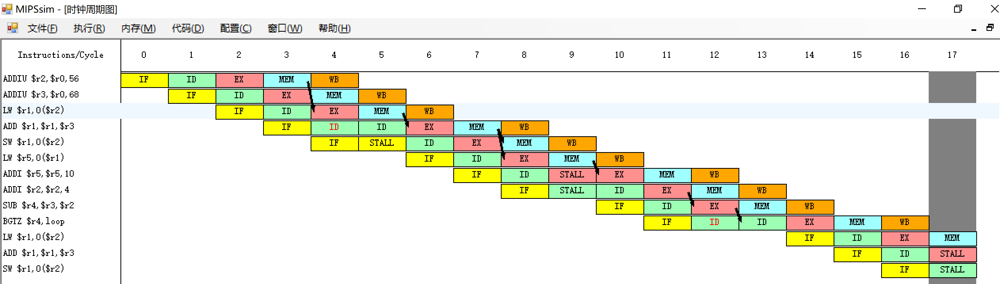 MIPSsim - [时钟周期图]
文件(F) 执行(R) 内存(M) 代码(D) 配置(C) 窗口(W) 帮助(H)
Instructions/Cycle 0 1 2 3 4 5 6 7 8 9 10 11 12 13 14 15 16 17
ADDIU $r2,$r0,56 IF ID EX MEM WB
ADDIU $r3,$r0,68 IF ID EX MEM WB
LW $r1,0($r2) IF ID EX MEM WB
ADD $r1,$r1,$r3 IF ID ID EX MEM WB
SW $r1,0($r2) IF STALL ID EX MEM WB
LW $r5,0($r1) IF ID EX MEM WB
ADDI $r5,$r5,10 IF ID STALL EX MEM WB
ADDI $r2,$r2,4 IF STALL ID EX MEM WB
SUB $r4,$r3,$r2 IF ID EX MEM WB
BGTZ $r4,loop IF ID ID EX MEM WB
LW $r1,0($r2) IF ID EX MEM
ADD $r1,$r1,$r3 IF ID STALL
SW $r1,0($r2) IF STALL